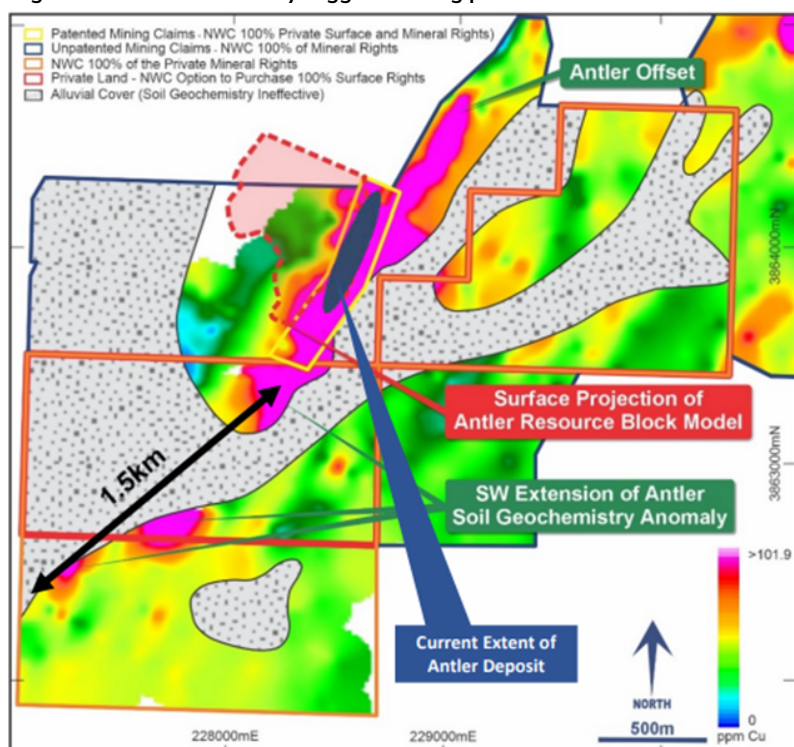 Patented Mining Claims - NWC 100% Private Surface and Mineral Rights)
Unpatented Mining Claims - NWC 100% of Mineral Rights
NWC 100% of the Private Mineral Rights
Private Land - NWC Option to Purchase 100% Surface Rights
Alluvial Cover (Soil Geochemistry Ineffective)
Antler Offset
3864000mN
Surface Projection of
Antler Resource Block Model
1.5km
3863000mN
SW Extension of Antler
Soil Geochemistry Anomaly
>101.9
Current Extent of
Antler Deposit
NORTH
500m
0
ppm Cu
228000mE
229000mE